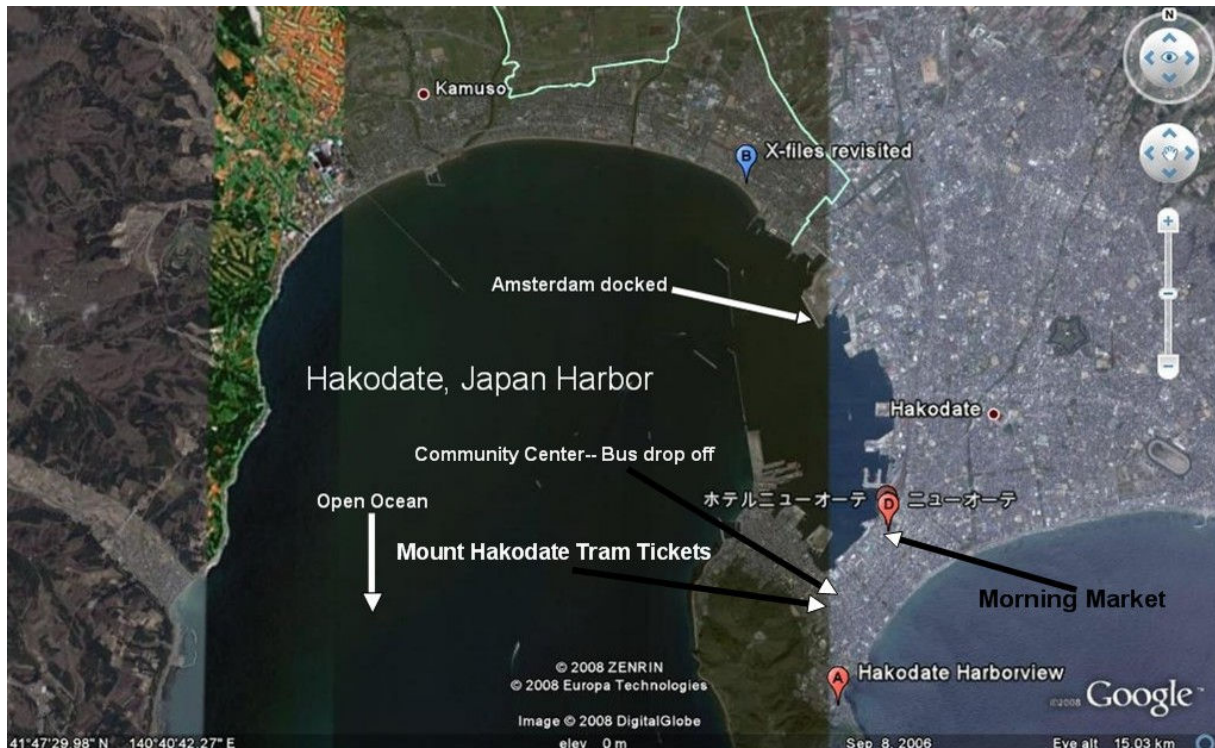 N
Kamuso
B
X-files revisited
Amsterdam docked
Hakodate, Japan Harbor
Hakodate
Community Center-- Bus drop off
Open Ocean
ホテルニューオーテ
D
ニューオーテ
Mount Hakodate Tram Tickets
Morning Market
© 2008 ZENRIN
© 2008 Europa Technologies
A
Hakodate Harborview
©2008 Google
Image © 2008 DigitalGlobe
41°47'29.98" N 140°40'42.27" E
elev 0 m
Sep 8, 2006
Eye alt 15.03 km